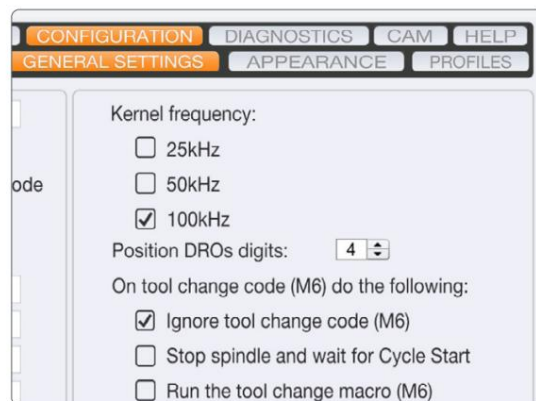 CONFIGURATION DIAGNOSTICS CAM HELP
GENERAL SETTINGS APPEARANCE PROFILES
Kernel frequency:
25kHz
50kHz
ode
100kHz
Position DROs digits: 4
On tool change code (M6) do the following:
Ignore tool change code (M6)
Stop spindle and wait for Cycle Start
Run the tool change macro (M6)